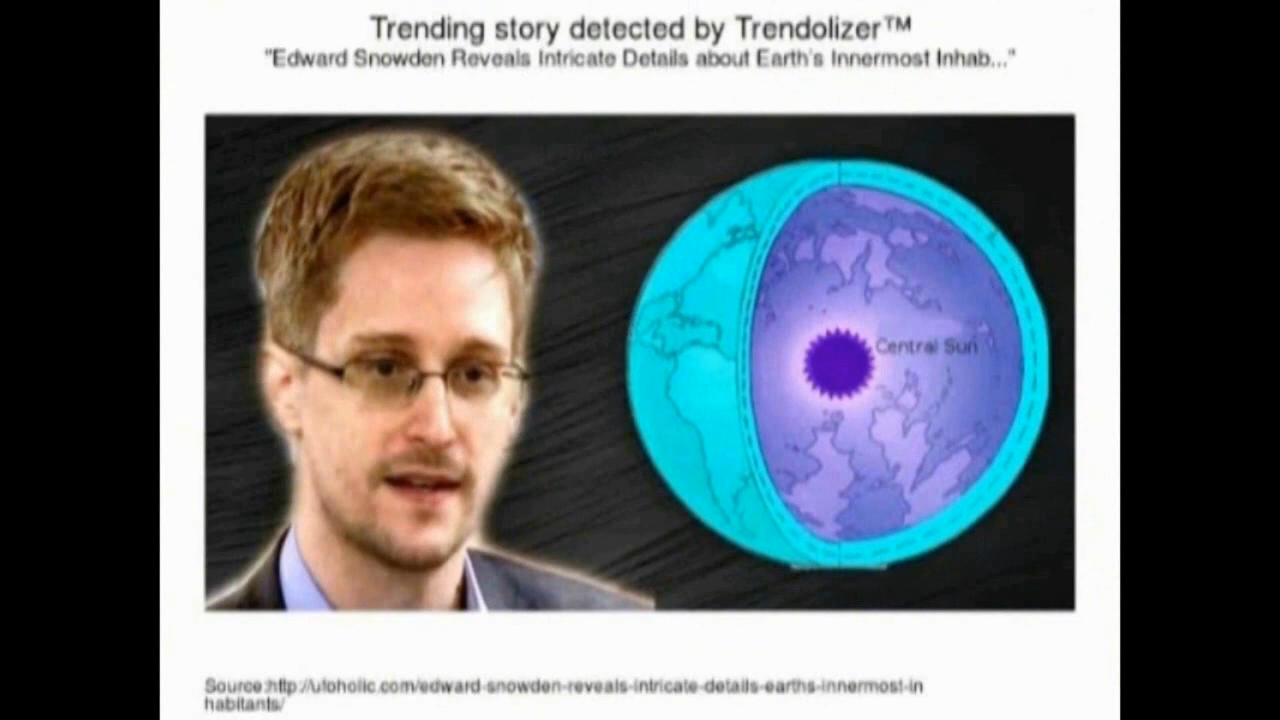 Trending story detected by Trendolizer™
"Edward Snowden Reveals Intricate Details about Earth's Innermost Inhab..."
Central Sun
Source:http://ufoholic.com/edward-snowden-reveals-intricate-details-earths-innermost-in
habitants/